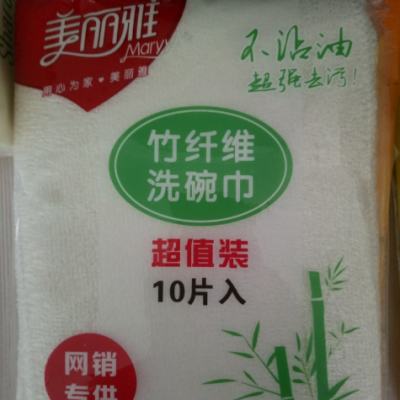 美丽雅
Mary
用心为家♥美丽雅
不沾油
超强去污！
竹纤维
洗碗巾
超值装
10片入
网销
专供